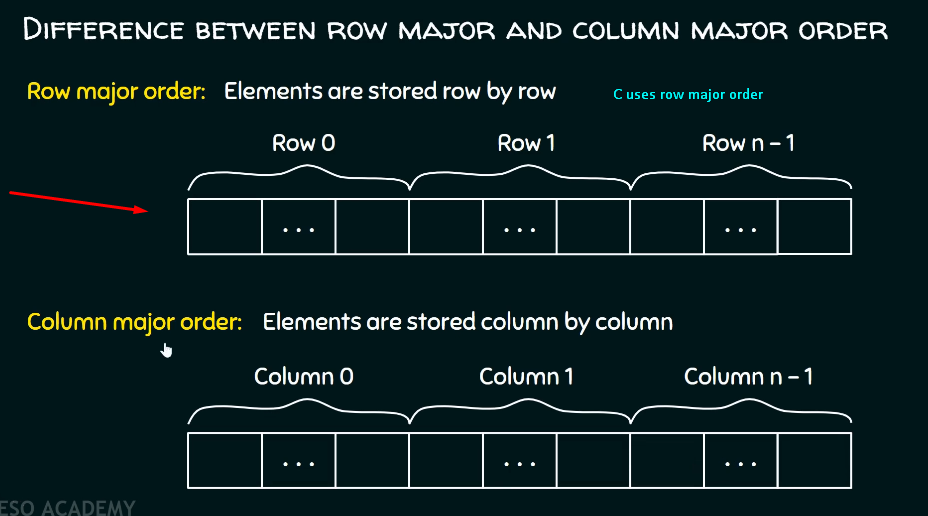 DIFFERENCE BETWEEN ROW MAJOR AND COLUMN MAJOR ORDER
Row major order: Elements are stored row by row C uses row major order
Row 0 Row 1 Row n – 1
... ... ...
Column major order: Elements are stored column by column
Column 0 Column 1 Column n – 1
... ... ...
ESO ACADEMY